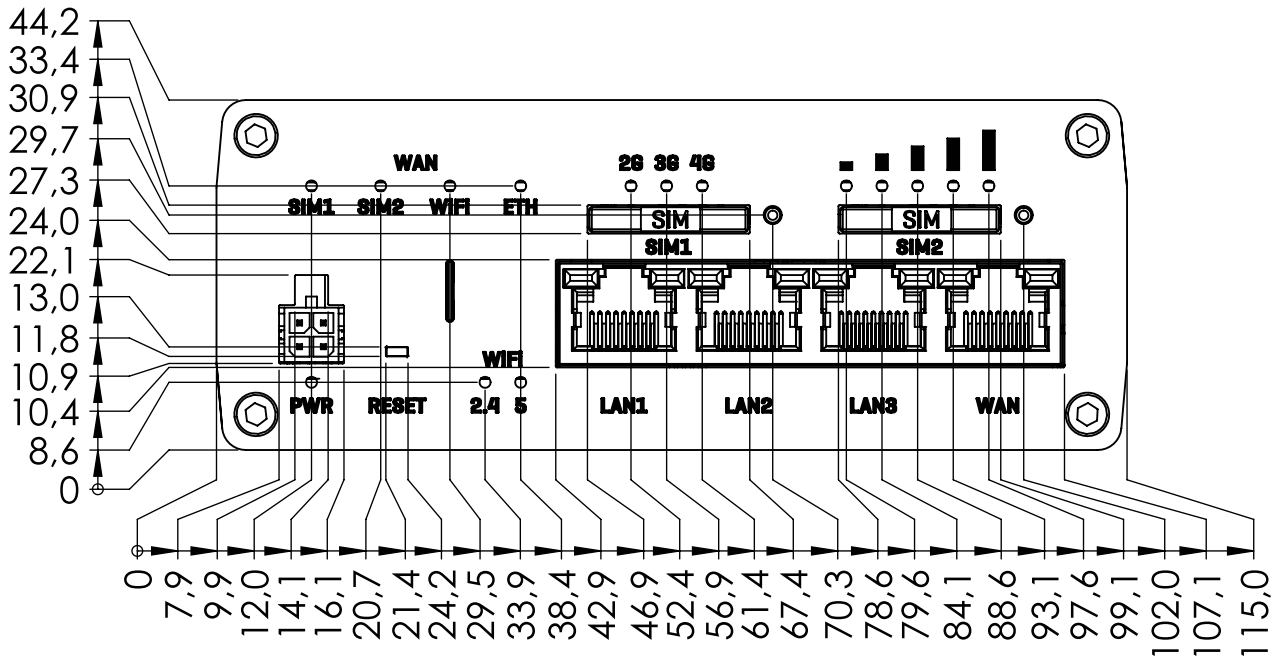 44,2
33,4
30,9
29,7
27,3
24,0
22,1
13,0
11,8
10,9
10,4
8,6
0
WAN
2G 3G 4G
SIM1 SIM2 WiFi ETH
SIM SIM
SIM1 SIM2
WiFi
PWR RESET 2.4 5 LAN1 LAN2 LAN3 WAN
0 7,9 9,9 12,0 14,1 16,1 20,7 21,4 24,2 29,5 33,9 38,4 42,9 46,9 52,4 56,9 61,4 67,4 70,3 78,6 79,6 84,1 88,6 93,1 97,6 99,1 102,0 107,1 115,0